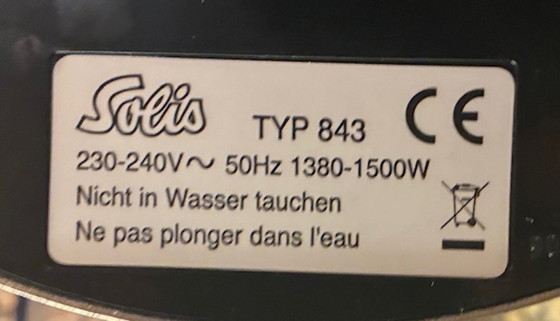 Solis TYP 843 CE
230-240V~ 50Hz 1380-1500W
Nicht in Wasser tauchen
Ne pas plonger dans l'eau